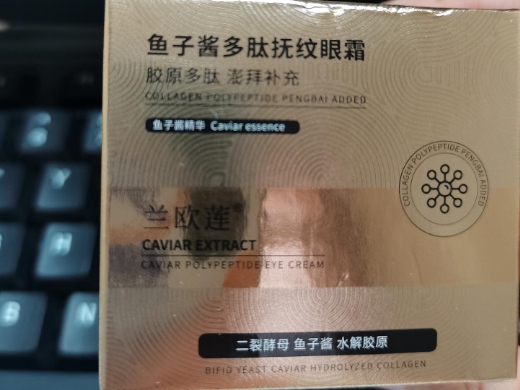 鱼子酱多肽抚纹眼霜
胶原多肽 澎拜补充
COLLAGEN POLYPEPTIDE PENGBAI ADDED
鱼子酱精华 Caviar essence
COLLAGEN POLYPEPTIDE PENGBAI ADDED
兰欧莲
CAVIAR EXTRACT
CAVIAR POLYPEPTIDE EYE CREAM
二裂酵母 鱼子酱 水解胶原
BIFID YEAST CAVIAR HYDROLYZED COLLAGEN
H
B
N